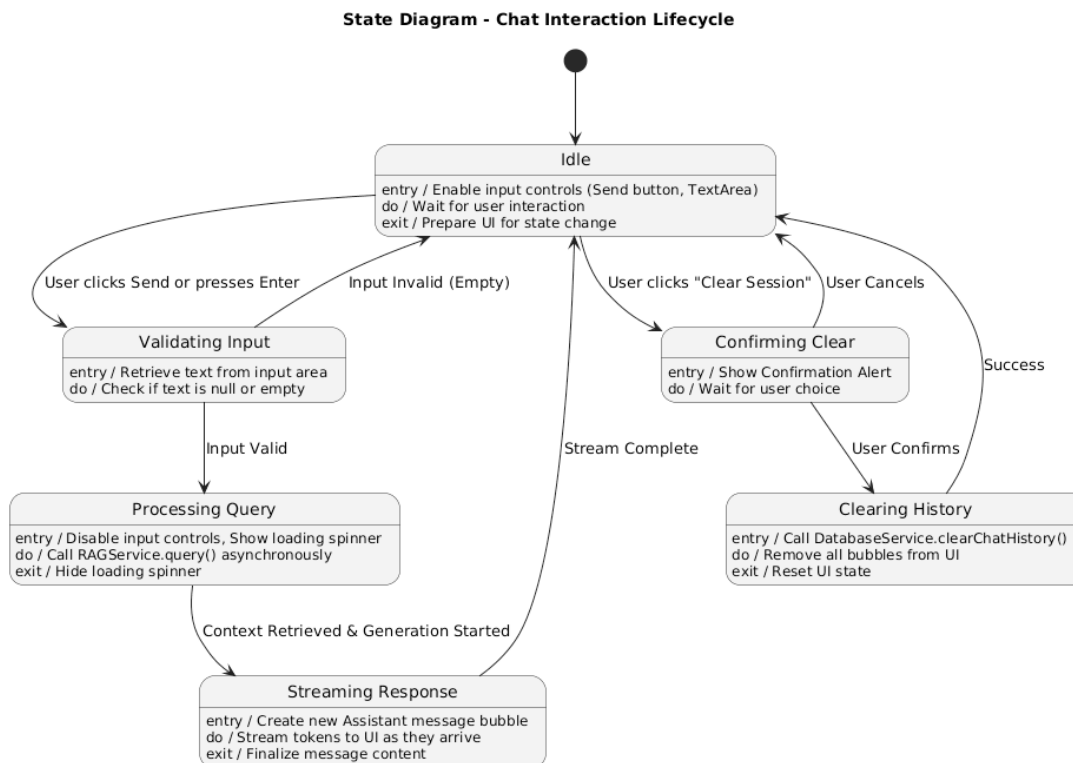 State Diagram - Chat Interaction Lifecycle
Idle
entry / Enable input controls (Send button, TextArea)
do / Wait for user interaction
exit / Prepare UI for state change
User clicks Send or presses Enter
Input Invalid (Empty)
User clicks "Clear Session"
User Cancels
Validating Input
entry / Retrieve text from input area
do / Check if text is null or empty
Confirming Clear
entry / Show Confirmation Alert
do / Wait for user choice
Success
Input Valid
Stream Complete
User Confirms
Processing Query
entry / Disable input controls, Show loading spinner
do / Call RAGService.query() asynchronously
exit / Hide loading spinner
Clearing History
entry / Call DatabaseService.clearChatHistory()
do / Remove all bubbles from UI
exit / Reset UI state
Context Retrieved & Generation Started
Streaming Response
entry / Create new Assistant message bubble
do / Stream tokens to UI as they arrive
exit / Finalize message content